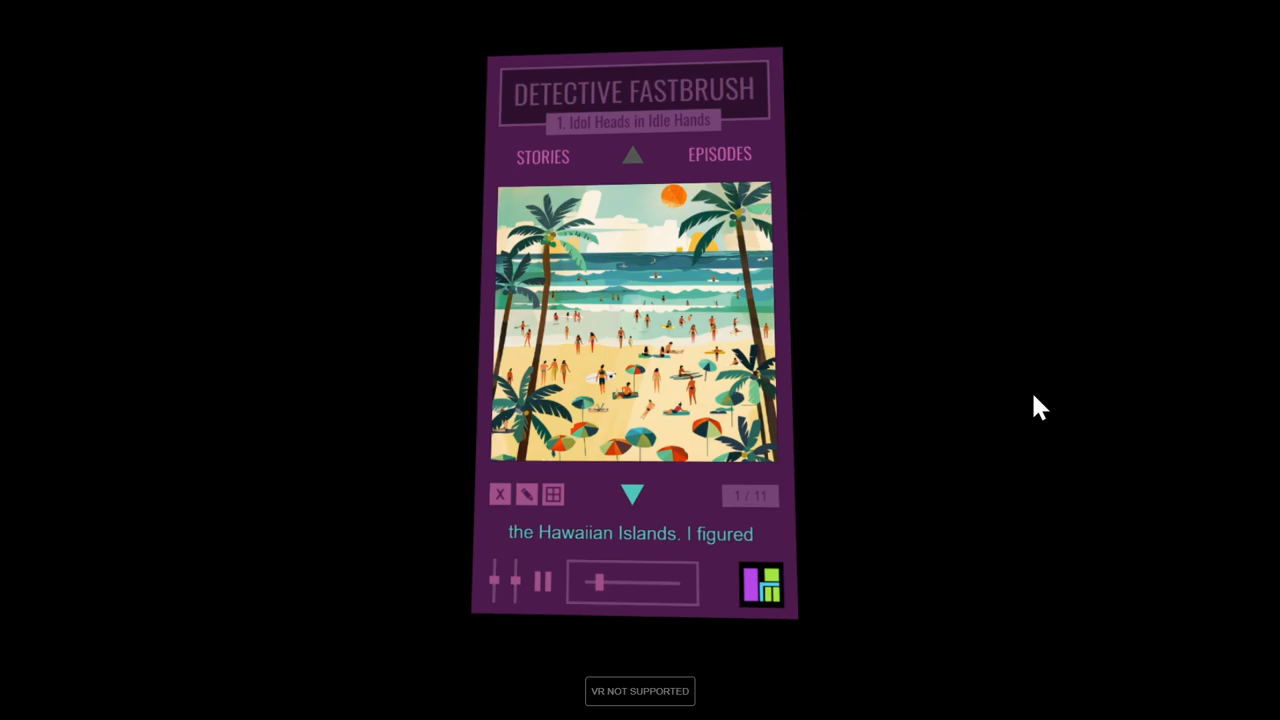 DETECTIVE FASTBRUSH
1. Idol Heads in Idle Hands
STORIES
EPISODES
X
1 / 11
the Hawaiian Islands. I figured
VR NOT SUPPORTED